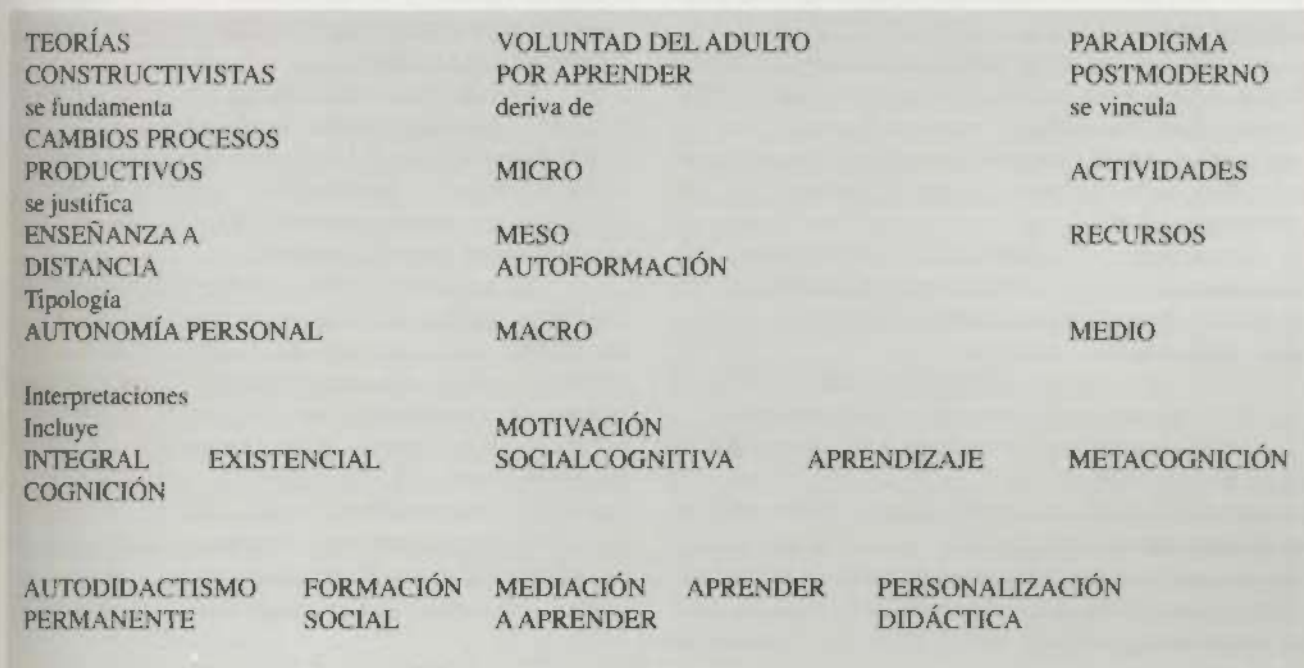 TEORÍAS VOLUNTAD DEL ADULTO PARADIGMA
CONSTRUCTIVISTAS POR APRENDER POSTMODERNO
se fundamenta deriva de se vincula
CAMBIOS PROCESOS
PRODUCTIVOS MICRO ACTIVIDADES
se justifica
ENSEÑANZA A MESO RECURSOS
DISTANCIA AUTOFORMACIÓN
Tipología
AUTONOMÍA PERSONAL MACRO MEDIO
Interpretaciones
Incluye MOTIVACIÓN
INTEGRAL EXISTENCIAL SOCIALCOGNITIVA APRENDIZAJE METACOGNICIÓN
COGNICIÓN
AUTODIDACTISMO FORMACIÓN MEDIACIÓN APRENDER PERSONALIZACIÓN
PERMANENTE SOCIAL A APRENDER DIDÁCTICA